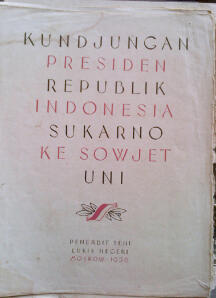 KUNDJUNGAN
PRESIDEN
REPUBLIK
INDONESIA
SUKARNO
KE SOWJET
UNI
PENERBIT SENI
LUKIS NEGERI
MOSKOW-1956